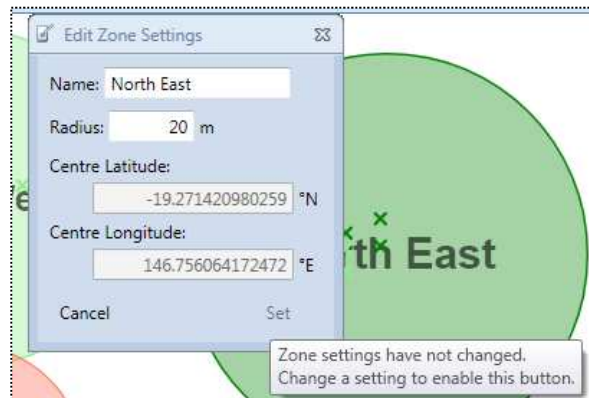 Edit Zone Settings
Name: North East
Radius: 20 m
Centre Latitude:
-19.271420980259 °N
Centre Longitude:
146.756064172472 °E
th East
Cancel Set
Zone settings have not changed.
Change a setting to enable this button.